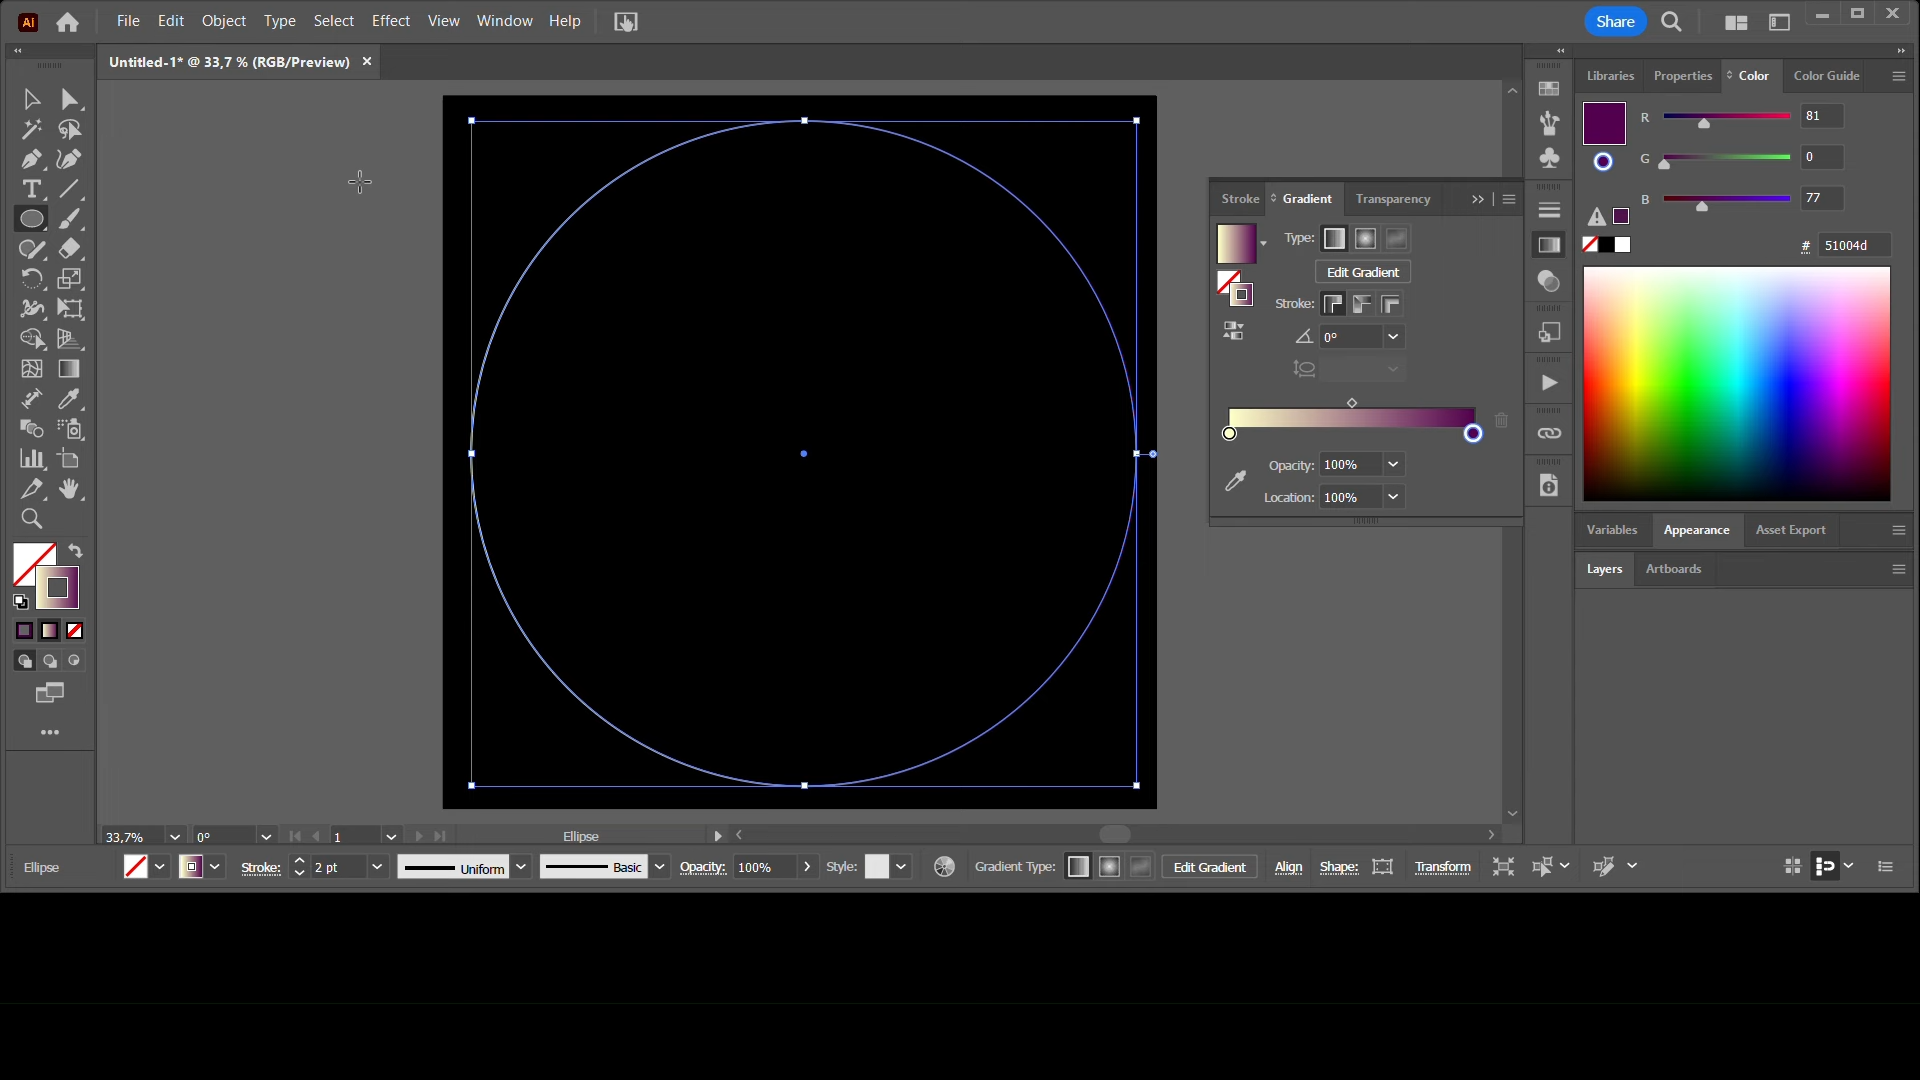 Ai File Edit Object Type Select Effect View Window Help Share
Untitled-1* @ 33,7 % (RGB/Preview) ×
Libraries Properties Color Color Guide
R 81
G 0
B 77
# 51004d
Stroke Gradient Transparency
Type:
Edit Gradient
Stroke:
0°
Opacity: 100%
Location: 100%
Variables Appearance Asset Export
Layers Artboards
33,7% 0° 1 Ellipse
Ellipse Stroke: 2 pt Uniform Basic Opacity: 100% Style: Gradient Type: Edit Gradient Align Shape: Transform